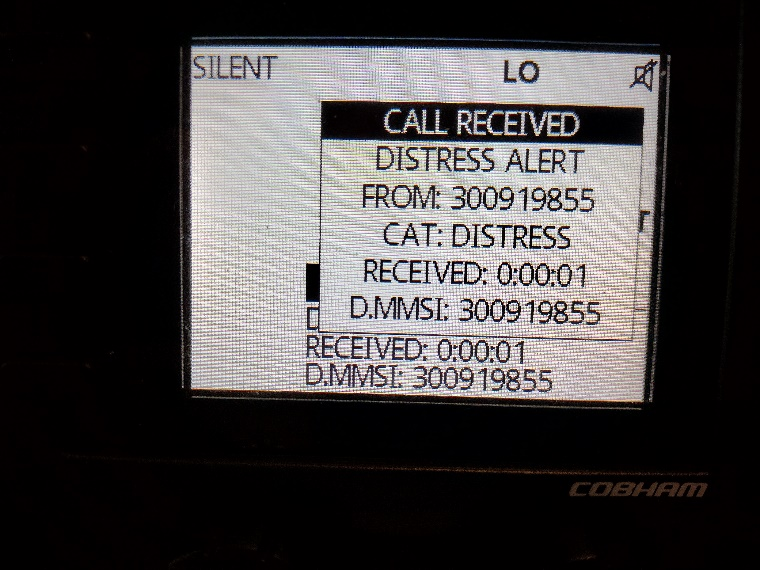 SILENT LO
CALL RECEIVED
DISTRESS ALERT
FROM: 300919855
CAT: DISTRESS
RECEIVED: 0:00:01
D.MMSI: 300919855
RECEIVED: 0:00:01
D.MMSI: 300919855
COBHAM